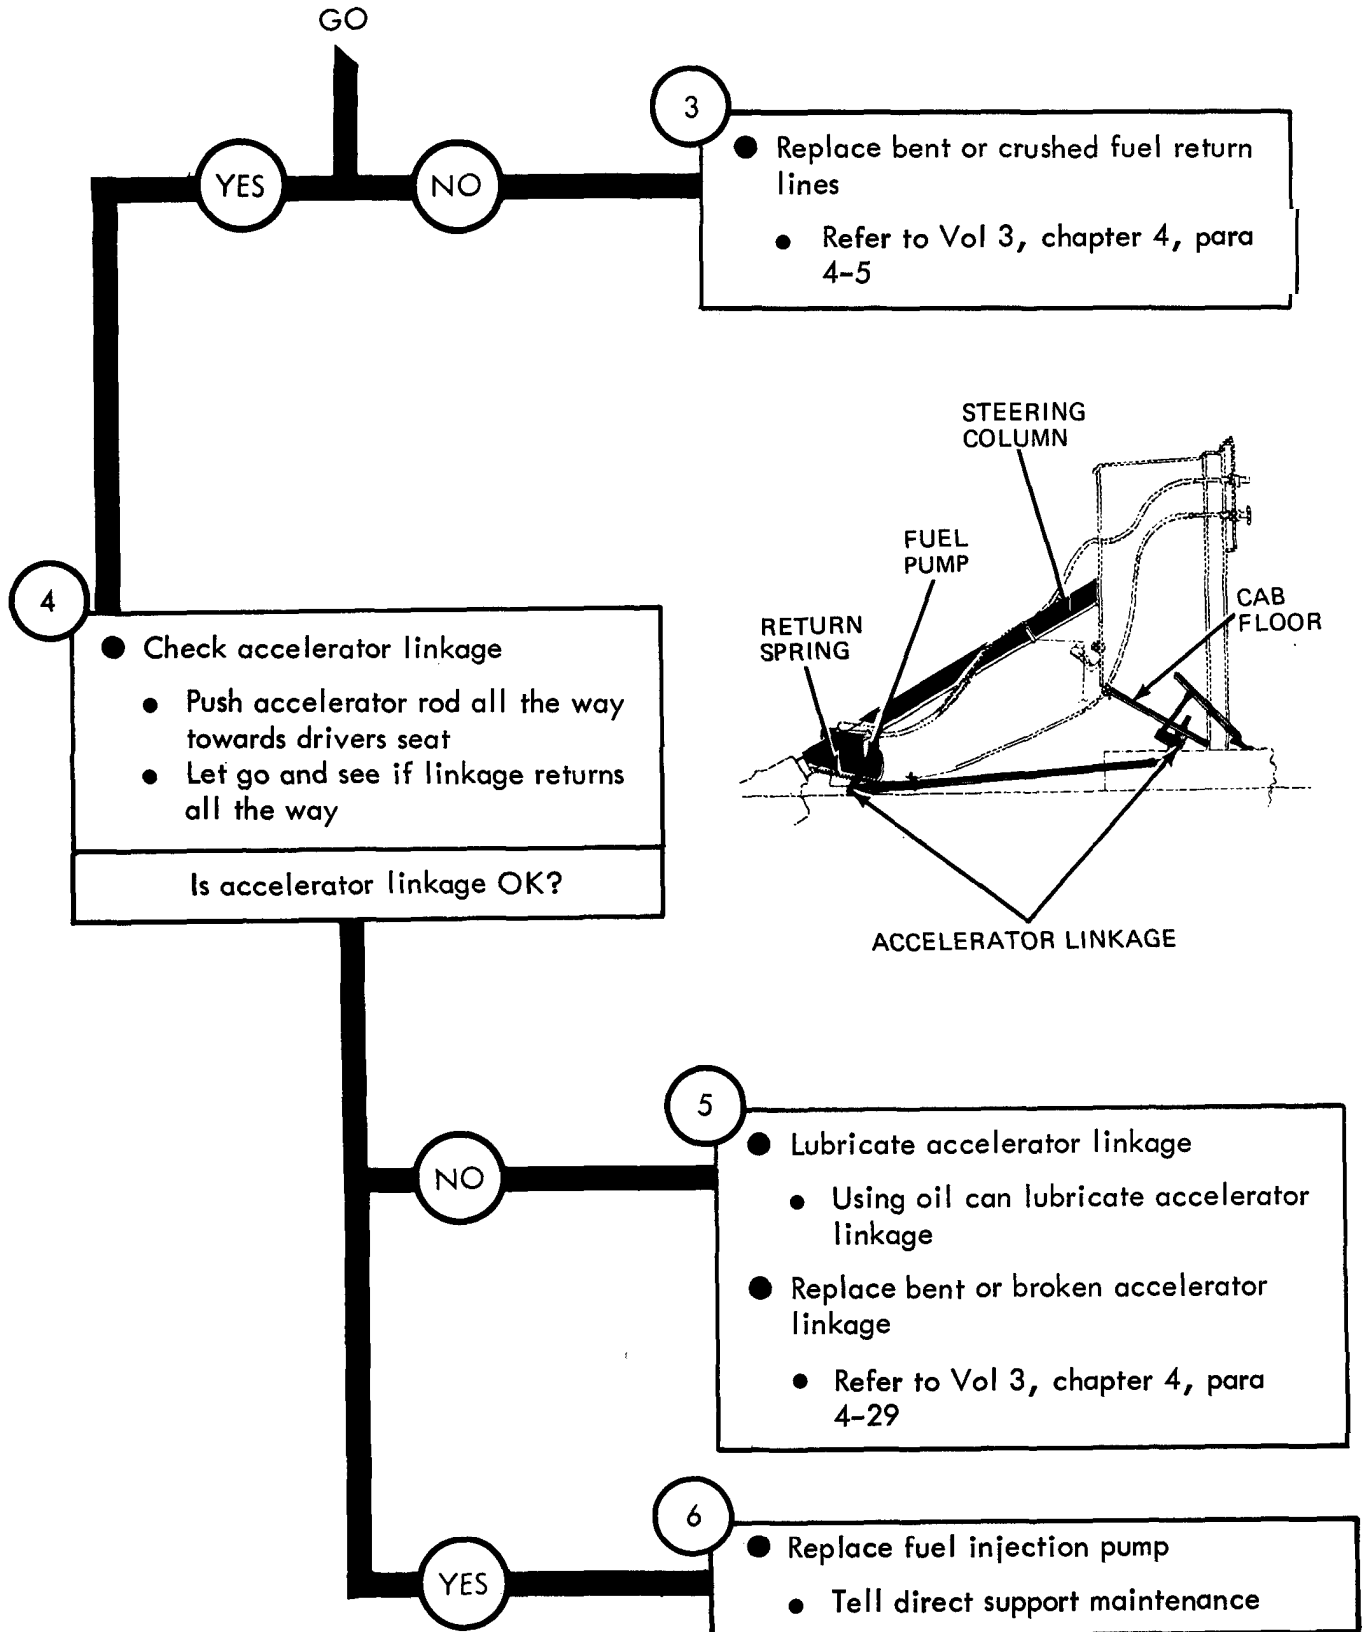 GO
YES
NO
3
● Replace bent or crushed fuel return
lines
● Refer to Vol 3, chapter 4, para
4-5
STEERING
COLUMN
FUEL
PUMP
RETURN
SPRING
CAB
FLOOR
ACCELERATOR LINKAGE
4
● Check accelerator linkage
● Push accelerator rod all the way
towards drivers seat
● Let go and see if linkage returns
all the way
Is accelerator linkage OK?
NO
5
● Lubricate accelerator linkage
● Using oil can lubricate accelerator
linkage
● Replace bent or broken accelerator
linkage
● Refer to Vol 3, chapter 4, para
4-29
YES
6
● Replace fuel injection pump
● Tell direct support maintenance